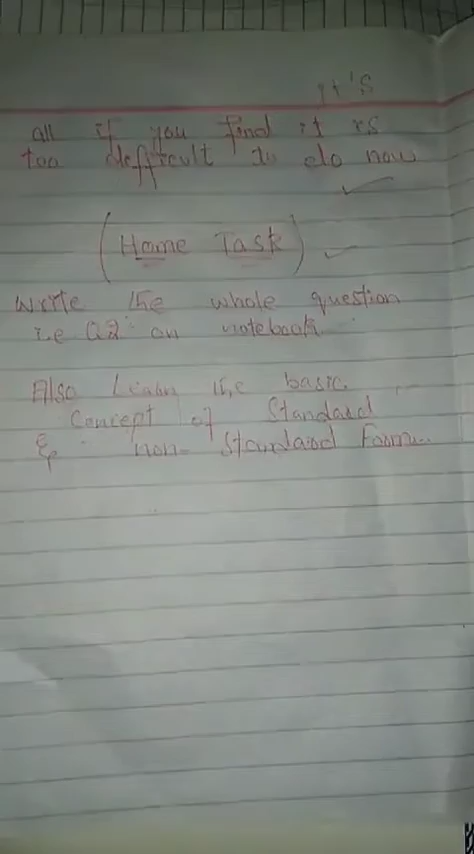 it's
all if you find it is
too defficult to do now
(Home Task)
write the whole question
i.e Q2 on notebook.
Also Learn the basic
Concept of Standard
& non-Standard Form..